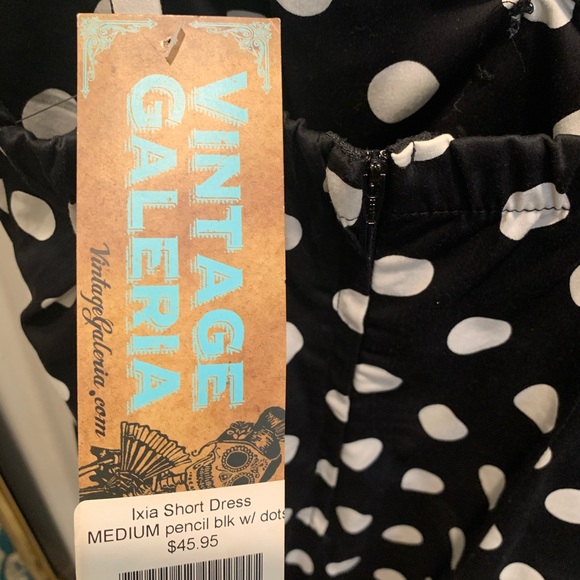 VINTAGE
GALERIA
VintageGaleria.com
Ixia Short Dress
MEDIUM pencil blk w/ dots
$45.95